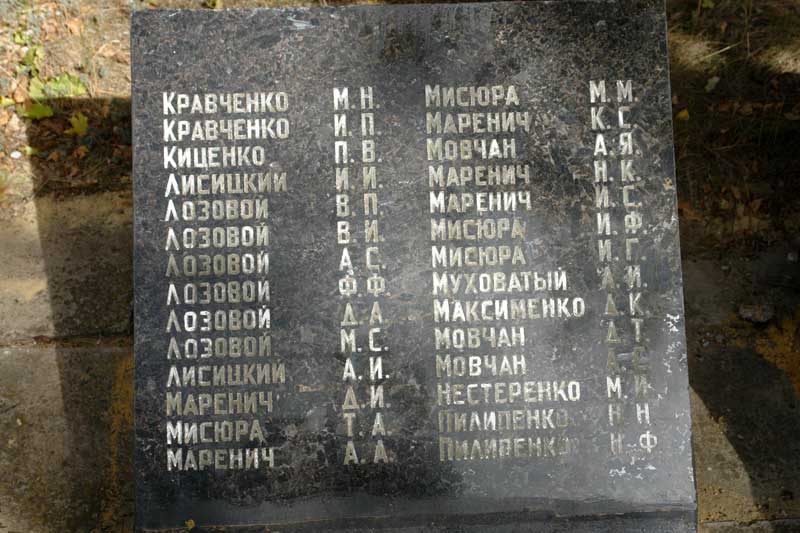 КРАВЧЕНКО М.Н.
КРАВЧЕНКО И.П.
КИЦЕНКО П.В.
ЛИСИЦКИЙ И.И.
ЛОЗОВОЙ В.П.
ЛОЗОВОЙ В.И.
ЛОЗОВОЙ А.С.
ЛОЗОВОЙ Ф.Ф.
ЛОЗОВОЙ Д.А.
ЛОЗОВОЙ М.С.
ЛИСИЦКИЙ А.И.
МАРЕНИЧ Д.И.
МИСЮРА Т.А.
МАРЕНИЧ А.А.
МИСЮРА М.М.
МАРЕНИЧ К.С.
МОВЧАН А.Я.
МАРЕНИЧ Н.К.
МАРЕНИЧ И.С.
МИСЮРА И.Ф.
МИСЮРА И.Г.
МУХОВАТЫЙ А.И.
МАКСИМЕНКО Д.К.
МОВЧАН Д.Т.
МОВЧАН А.С.
НЕСТЕРЕНКО М.И.
ПИЛИПЕНКО Н.Н
ПИЛИПЕНКО Н.Ф